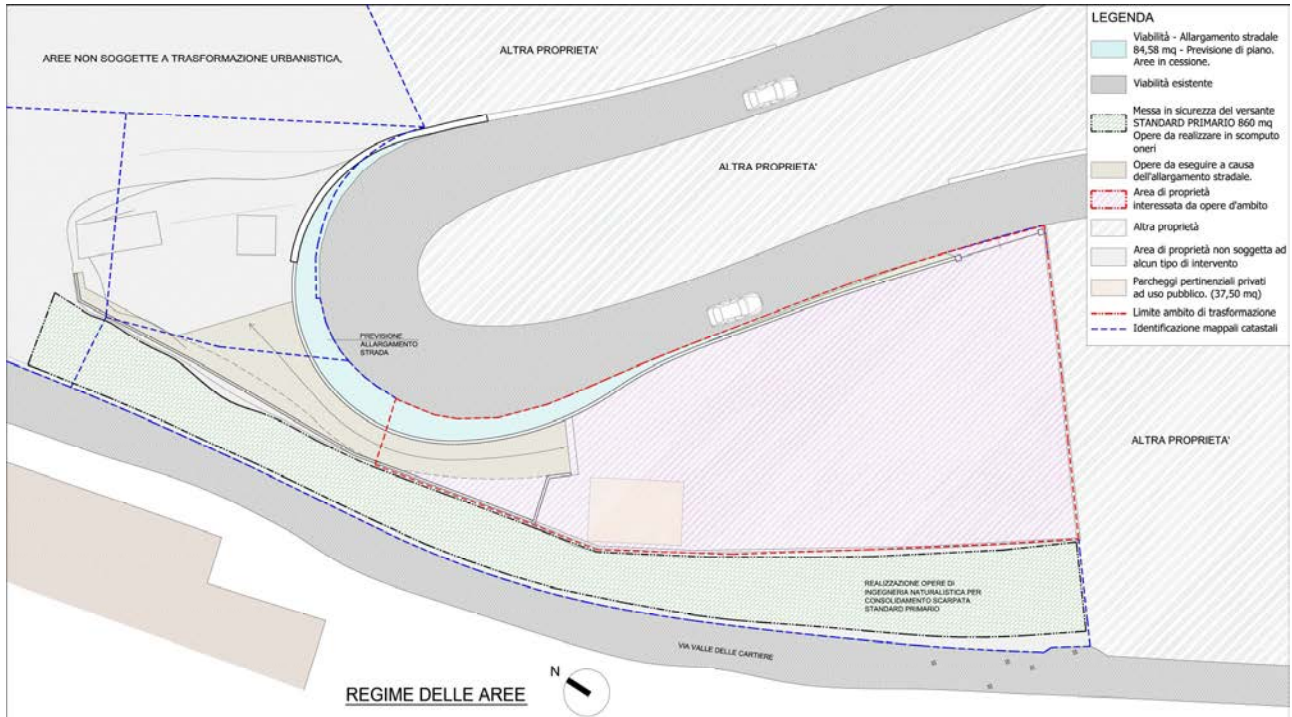 AREE NON SOGGETTE A TRASFORMAZIONE URBANISTICA,
ALTRA PROPRIETA'
ALTRA PROPRIETA'
ALTRA PROPRIETA'
PREVISIONE
ALLARGAMENTO
STRADA
REALIZZAZIONE OPERE DI
INGEGNERIA NATURALISTICA PER
CONSOLIDAMENTO SCARPATA
STANDARD PRIMARIO
VIA VALLE DELLE CARTIERE
REGIME DELLE AREE
N
LEGENDA
Viabilità - Allargamento stradale
84,58 mq - Previsione di piano.
Aree in cessione.
Viabilità esistente
Messa in sicurezza del versante
STANDARD PRIMARIO 860 mq
Opere da realizzare in scomputo
oneri
Opere da eseguire a causa
dell'allargamento stradale.
Area di proprietà
interessata da opere d'ambito
Altra proprietà
Area di proprietà non soggetta ad
alcun tipo di intervento
Parcheggi pertinenziali privati
ad uso pubblico. (37,50 mq)
Limite ambito di trasformazione
Identificazione mappali catastali